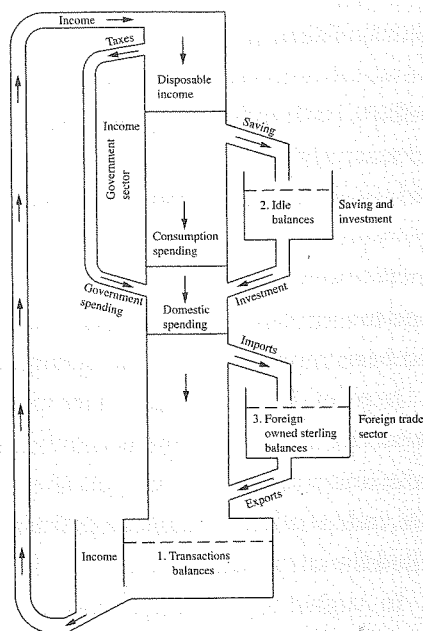 Income
Taxes
Disposable
income
Income
Government
sector
Saving
2. Idle
balances
Saving and
investment
Consumption
spending
Government
spending
Domestic
spending
Investment
Imports
3. Foreign
owned sterling
balances
Foreign trade
sector
Exports
Income
1. Transactions
balances